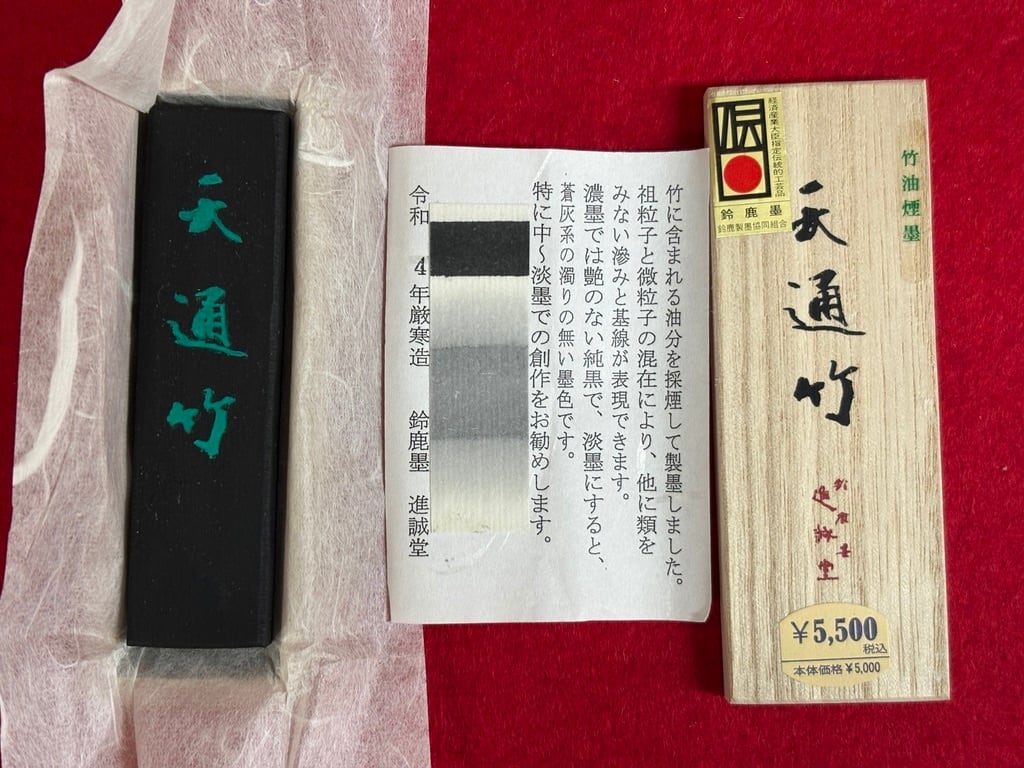 天通竹
竹に含まれる油分を採煙して製墨しました。
祖粒子と微粒子の混在により、他に類を
みない滲みと基線が表現できます。
濃墨では艶のない純黒で、淡墨にすると、
蒼灰系の濁りの無い墨色です。
特に中～淡墨での創作をお勧めします。
令和 4年厳寒造 鈴鹿墨 進誠堂
経済産業大臣指定伝統的工芸品
伝
鈴鹿墨
鈴鹿製墨協同組合
竹油煙墨
天通竹
鈴鹿墨
進誠堂
¥5,500
税込
本体価格¥5,000